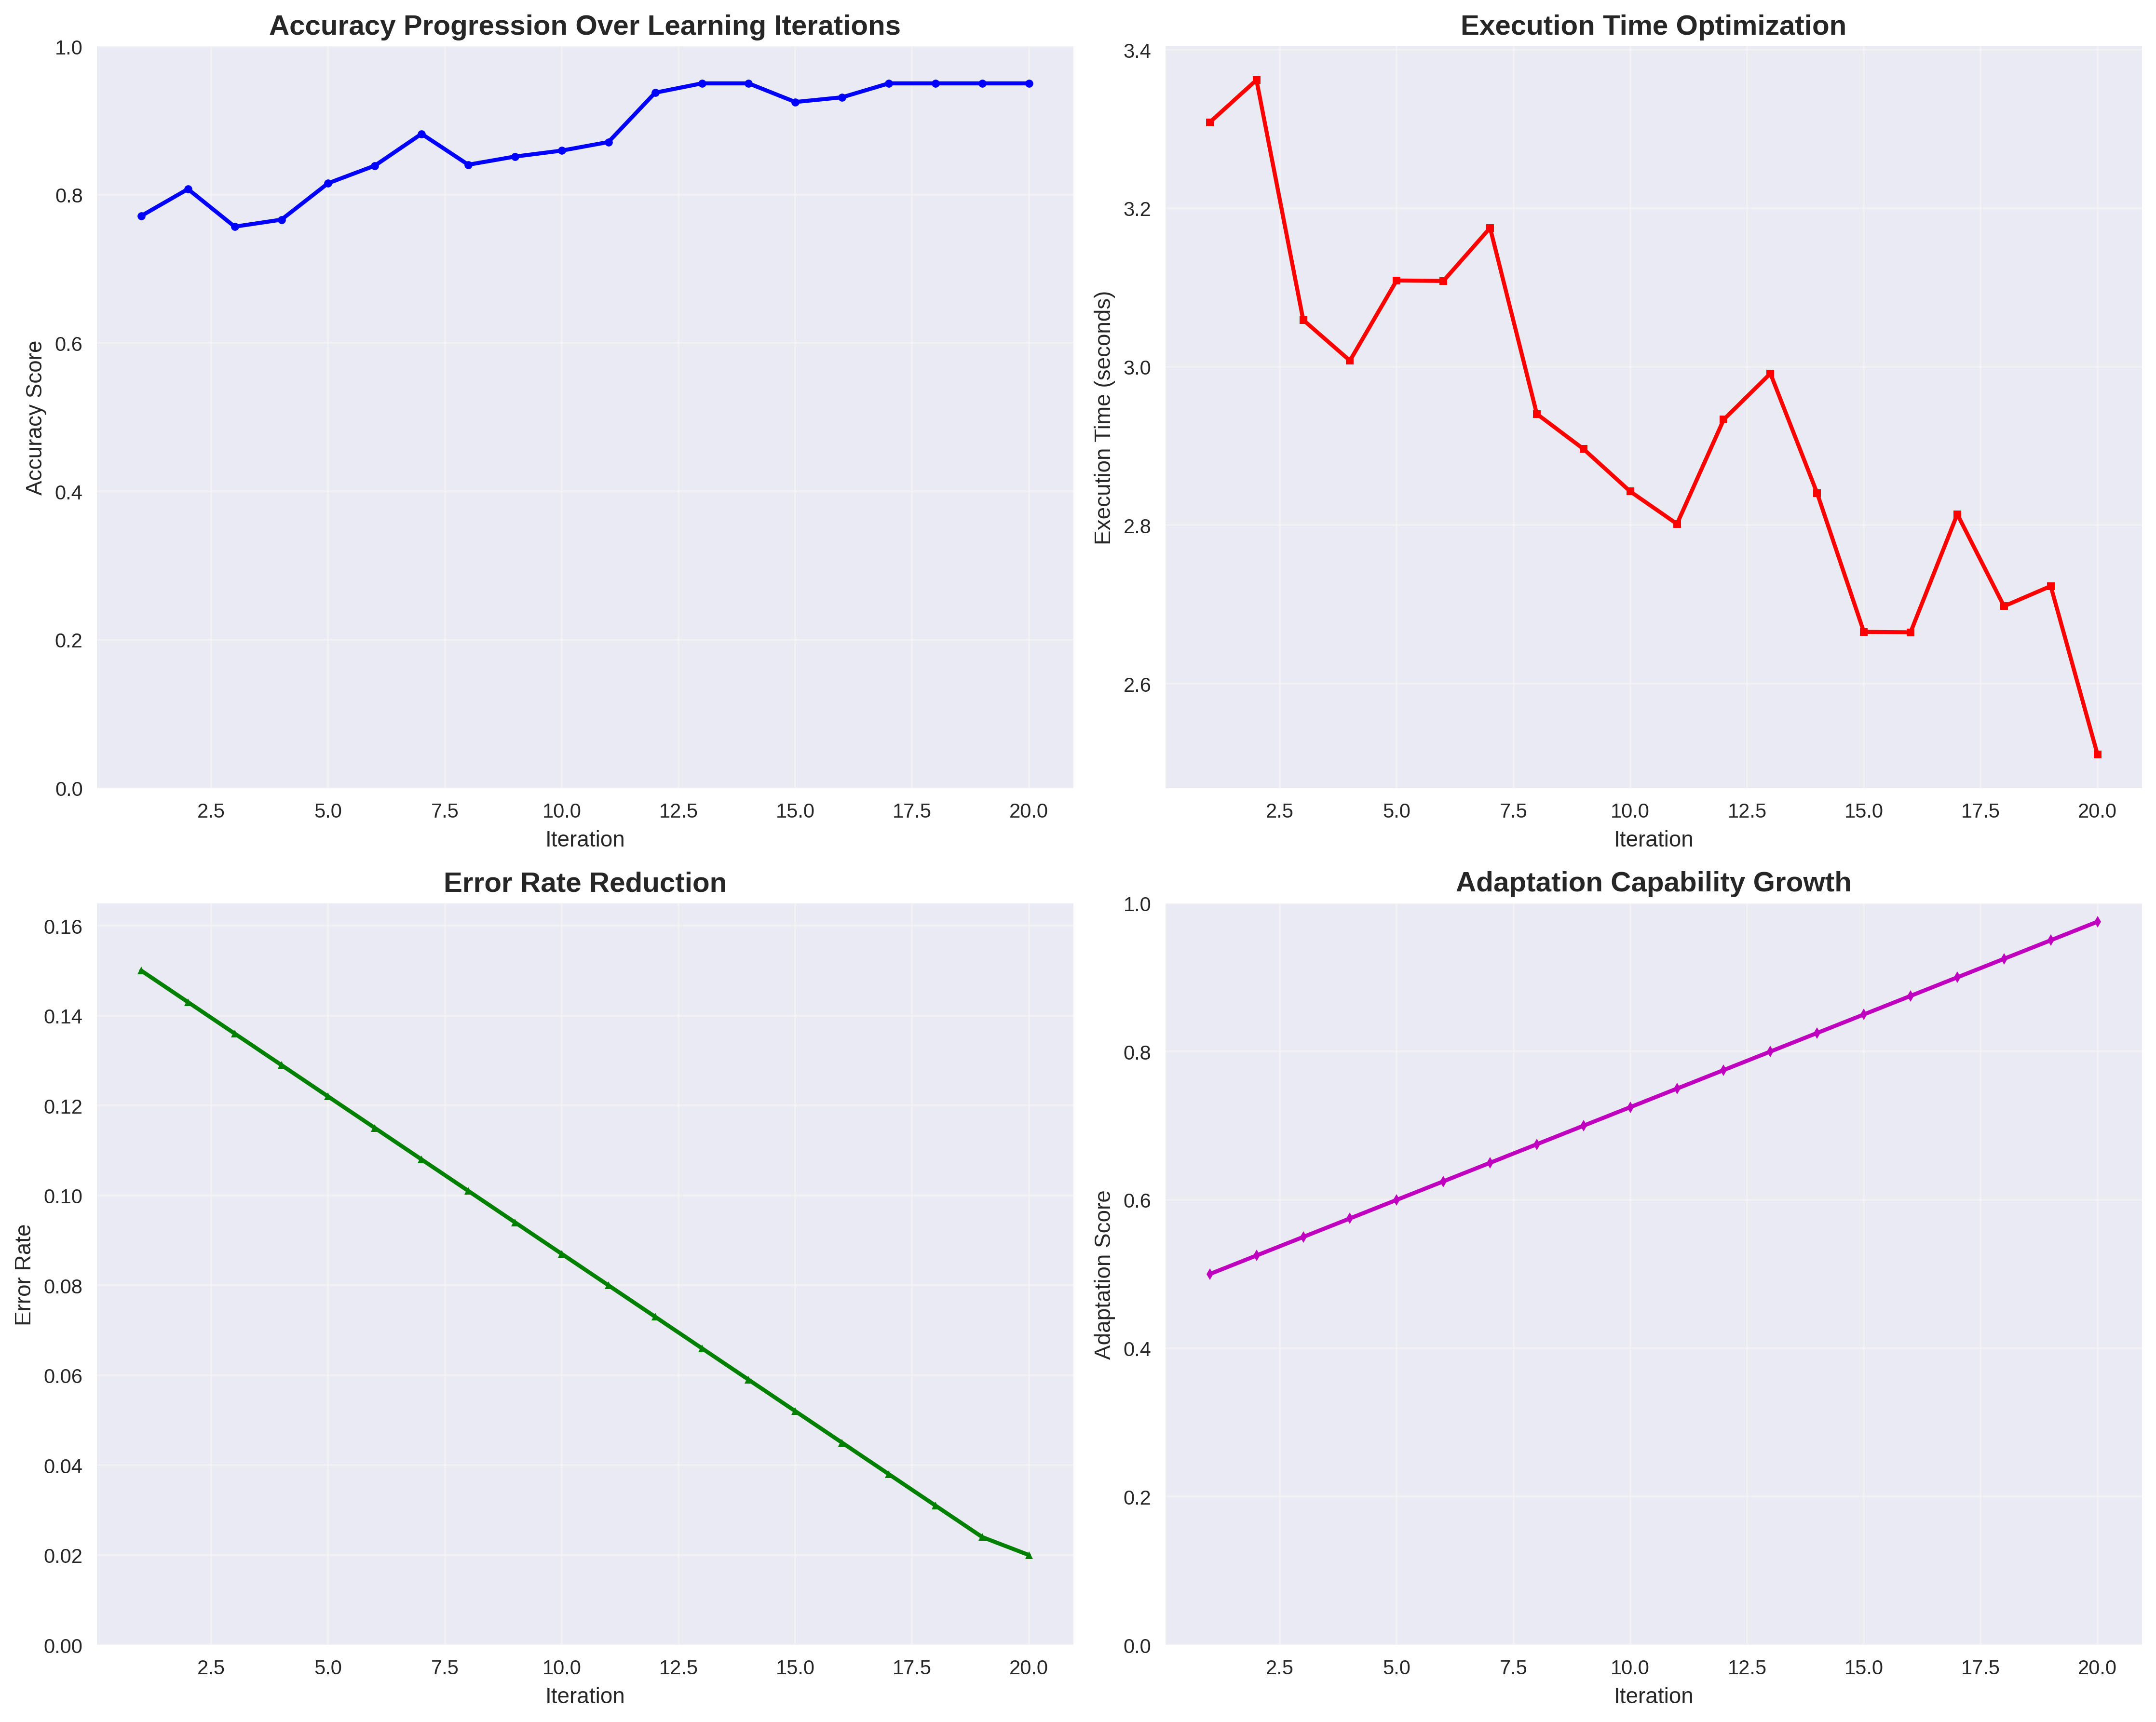 Accuracy Progression Over Learning Iterations
1.0
0.8
0.6
0.4
0.2
0.0
Accuracy Score
2.5 5.0 7.5 10.0 12.5 15.0 17.5 20.0
Iteration
Execution Time Optimization
3.4
3.2
3.0
2.8
2.6
Execution Time (seconds)
2.5 5.0 7.5 10.0 12.5 15.0 17.5 20.0
Iteration
Error Rate Reduction
0.16
0.14
0.12
0.10
0.08
0.06
0.04
0.02
0.00
Error Rate
2.5 5.0 7.5 10.0 12.5 15.0 17.5 20.0
Iteration
Adaptation Capability Growth
1.0
0.8
0.6
0.4
0.2
0.0
Adaptation Score
2.5 5.0 7.5 10.0 12.5 15.0 17.5 20.0
Iteration